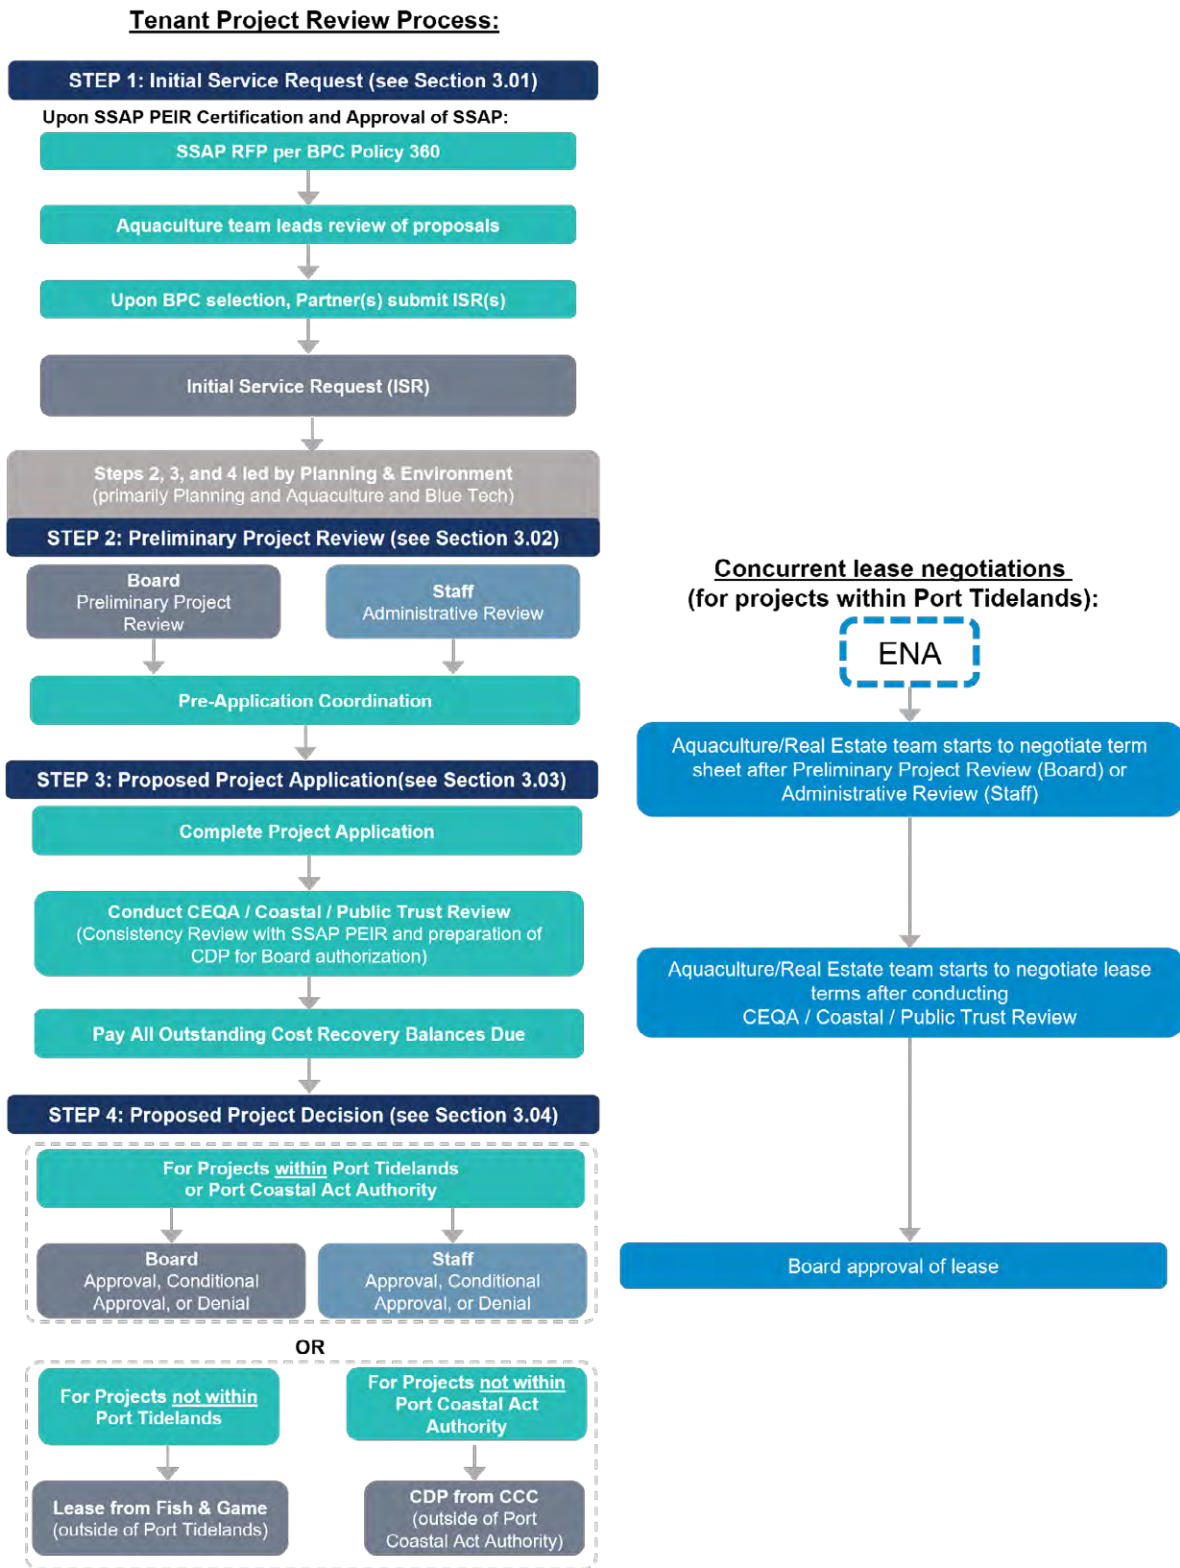 Tenant Project Review Process:
STEP 1: Initial Service Request (see Section 3.01)
Upon SSAP PEIR Certification and Approval of SSAP:
SSAP RFP per BPC Policy 360
Aquaculture team leads review of proposals
Upon BPC selection, Partner(s) submit ISR(s)
Initial Service Request (ISR)
Steps 2, 3, and 4 led by Planning & Environment
(primarily Planning and Aquaculture and Blue Tech)
STEP 2: Preliminary Project Review (see Section 3.02)
Board
Preliminary Project
Review
Staff
Administrative Review
Pre-Application Coordination
STEP 3: Proposed Project Application(see Section 3.03)
Complete Project Application
Conduct CEQA / Coastal / Public Trust Review
(Consistency Review with SSAP PEIR and preparation of
CDP for Board authorization)
Pay All Outstanding Cost Recovery Balances Due
STEP 4: Proposed Project Decision (see Section 3.04)
For Projects within Port Tidelands
or Port Coastal Act Authority
Board
Approval, Conditional
Approval, or Denial
Staff
Approval, Conditional
Approval, or Denial
OR
For Projects not within
Port Tidelands
For Projects not within
Port Coastal Act
Authority
Lease from Fish & Game
(outside of Port Tidelands)
CDP from CCC
(outside of Port
Coastal Act Authority)
Concurrent lease negotiations
(for projects within Port Tidelands):
ENA
Aquaculture/Real Estate team starts to negotiate term
sheet after Preliminary Project Review (Board) or
Administrative Review (Staff)
Aquaculture/Real Estate team starts to negotiate lease
terms after conducting
CEQA / Coastal / Public Trust Review
Board approval of lease